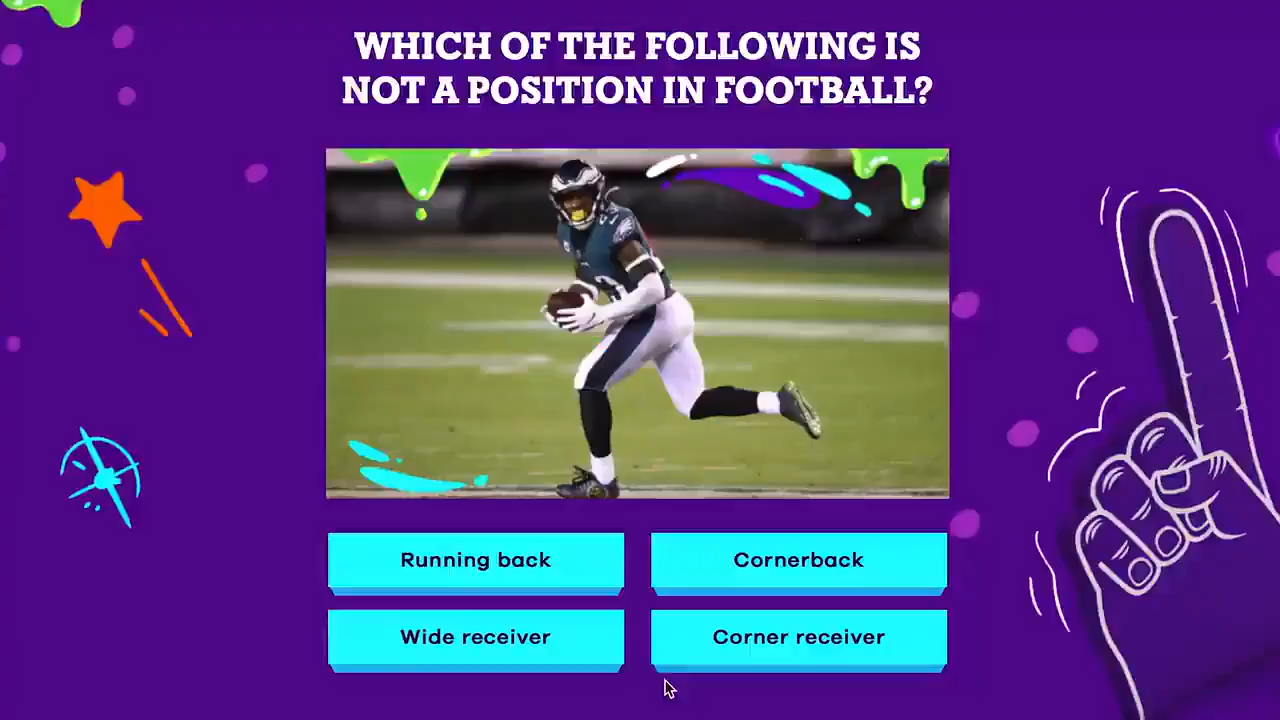 WHICH OF THE FOLLOWING IS
NOT A POSITION IN FOOTBALL?
Running back
Cornerback
Wide receiver
Corner receiver